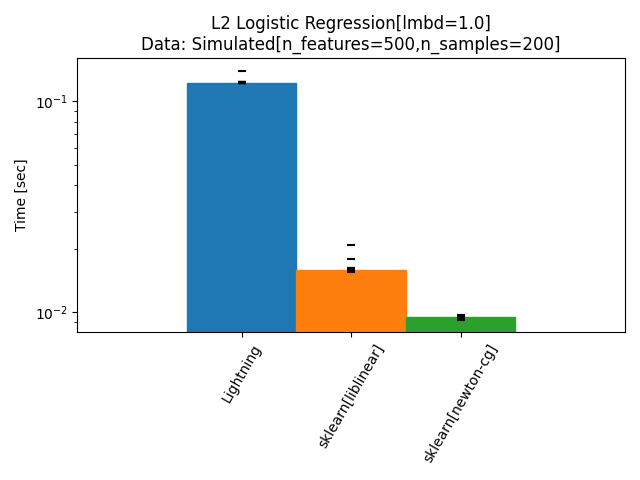 L2 Logistic Regression[lmbd=1.0]
Data: Simulated[n_features=500,n_samples=200]
Time [sec]
10⁻¹
10⁻²
Lightning
sklearn[liblinear]
sklearn[newton-cg]